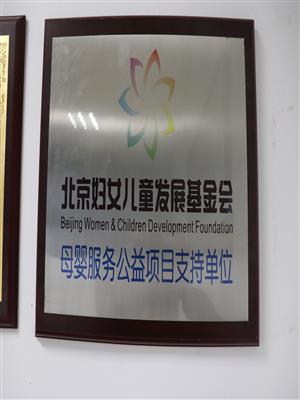 北京妇女儿童发展基金会
Beijing Women & Children Development Foundation
母婴服务公益项目支持单位